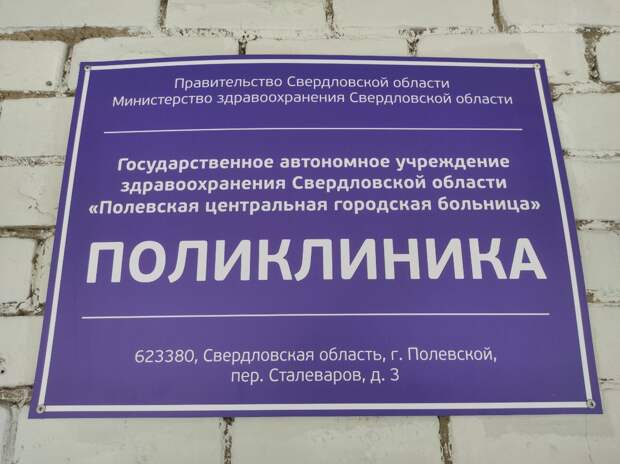 Правительство Свердловской области
Министерство здравоохранения Свердловской области
Государственное автономное учреждение
здравоохранения Свердловской области
«Полевская центральная городская больница»
ПОЛИКЛИНИКА
623380, Свердловская область, г. Полевской,
пер. Сталеваров, д. 3